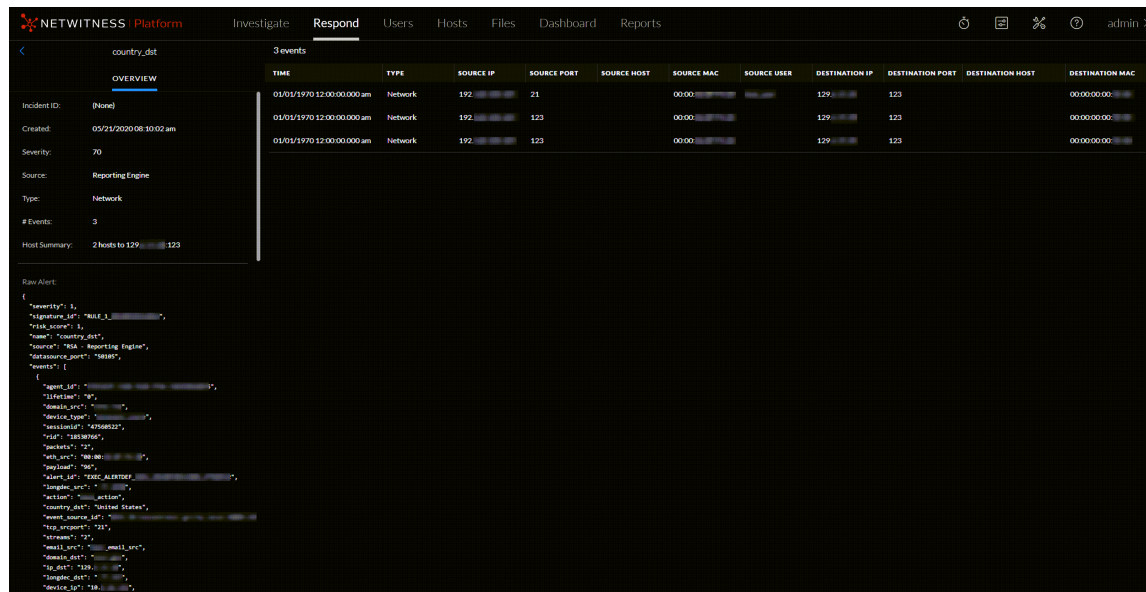 NETWITNESS Platform Investigate Respond Users Hosts Files Dashboard Reports admin
country_dst
OVERVIEW
Incident ID: (None)
Created: 05/21/2020 08:10:02 am
Severity: 70
Source: Reporting Engine
Type: Network
# Events: 3
Host Summary: 2 hosts to 129. :123
Raw Alert:
{
"severity": 1,
"signature_id": "RULE_1_ ",
"risk_score": 1,
"name": "country_dst",
"source": "RSA - Reporting Engine",
"datasource_port": "50105",
"events": [
{
"agent_id": " ",
"lifetime": "0",
"domain_src": " ",
"device_type": " ",
"sessionid": "47560522",
"rid": "18530766",
"packets": "2",
"eth_src": "00:00: ",
"payload": "96",
"alert_id": "EXEC_ALERTDEF_ ",
"longdec_src": " ",
"action": " _action",
"country_dst": "United States",
"event_source_id": "
"tcp_srcport": "21",
"streams": "2",
"email_src": " _email_src",
"domain_dst": " ",
"ip_dst": "129. ",
"longdec_dst": " ",
"device_ip": "10. ",
3 events
TIME TYPE SOURCE IP SOURCE PORT SOURCE HOST SOURCE MAC SOURCE USER DESTINATION IP DESTINATION PORT DESTINATION HOST DESTINATION MAC
01/01/1970 12:00:00.000 am Network 192. 21 00:00: 129. 123 00:00:00:00:
01/01/1970 12:00:00.000 am Network 192. 123 00:00: 129. 123 00:00:00:00:
01/01/1970 12:00:00.000 am Network 192. 123 00:00: 129. 123 00:00:00:00: